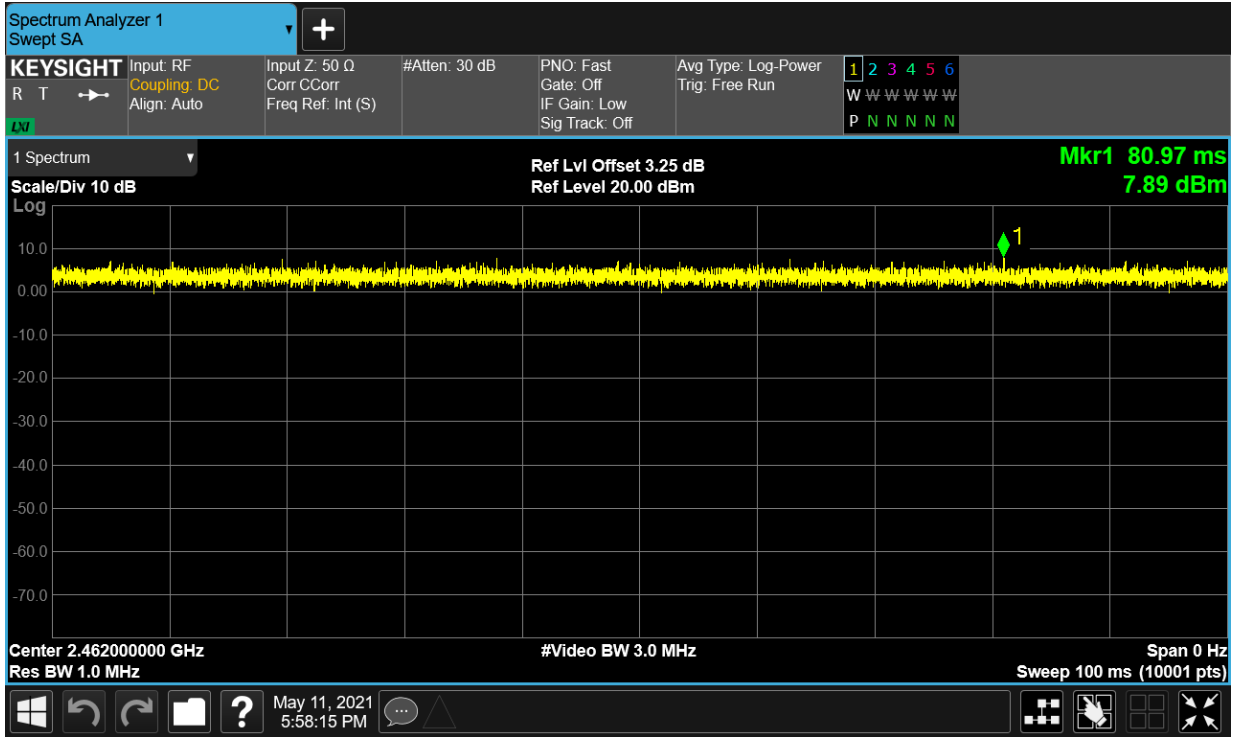 Spectrum Analyzer 1
Swept SA
KEYSIGHT
R T
LXI
Input: RF
Coupling: DC
Align: Auto
Input Z: 50 Ω
Corr CCorr
Freq Ref: Int (S)
#Atten: 30 dB
PNO: Fast
Gate: Off
IF Gain: Low
Sig Track: Off
Avg Type: Log-Power
Trig: Free Run
1 2 3 4 5 6
W W W W W W
P N N N N N
1 Spectrum
Scale/Div 10 dB
Log
Ref Lvl Offset 3.25 dB
Ref Level 20.00 dBm
Mkr1 80.97 ms
7.89 dBm
1
10.0
0.00
-10.0
-20.0
-30.0
-40.0
-50.0
-60.0
-70.0
Center 2.462000000 GHz
Res BW 1.0 MHz
#Video BW 3.0 MHz
Span 0 Hz
Sweep 100 ms (10001 pts)
?
May 11, 2021
5:58:15 PM